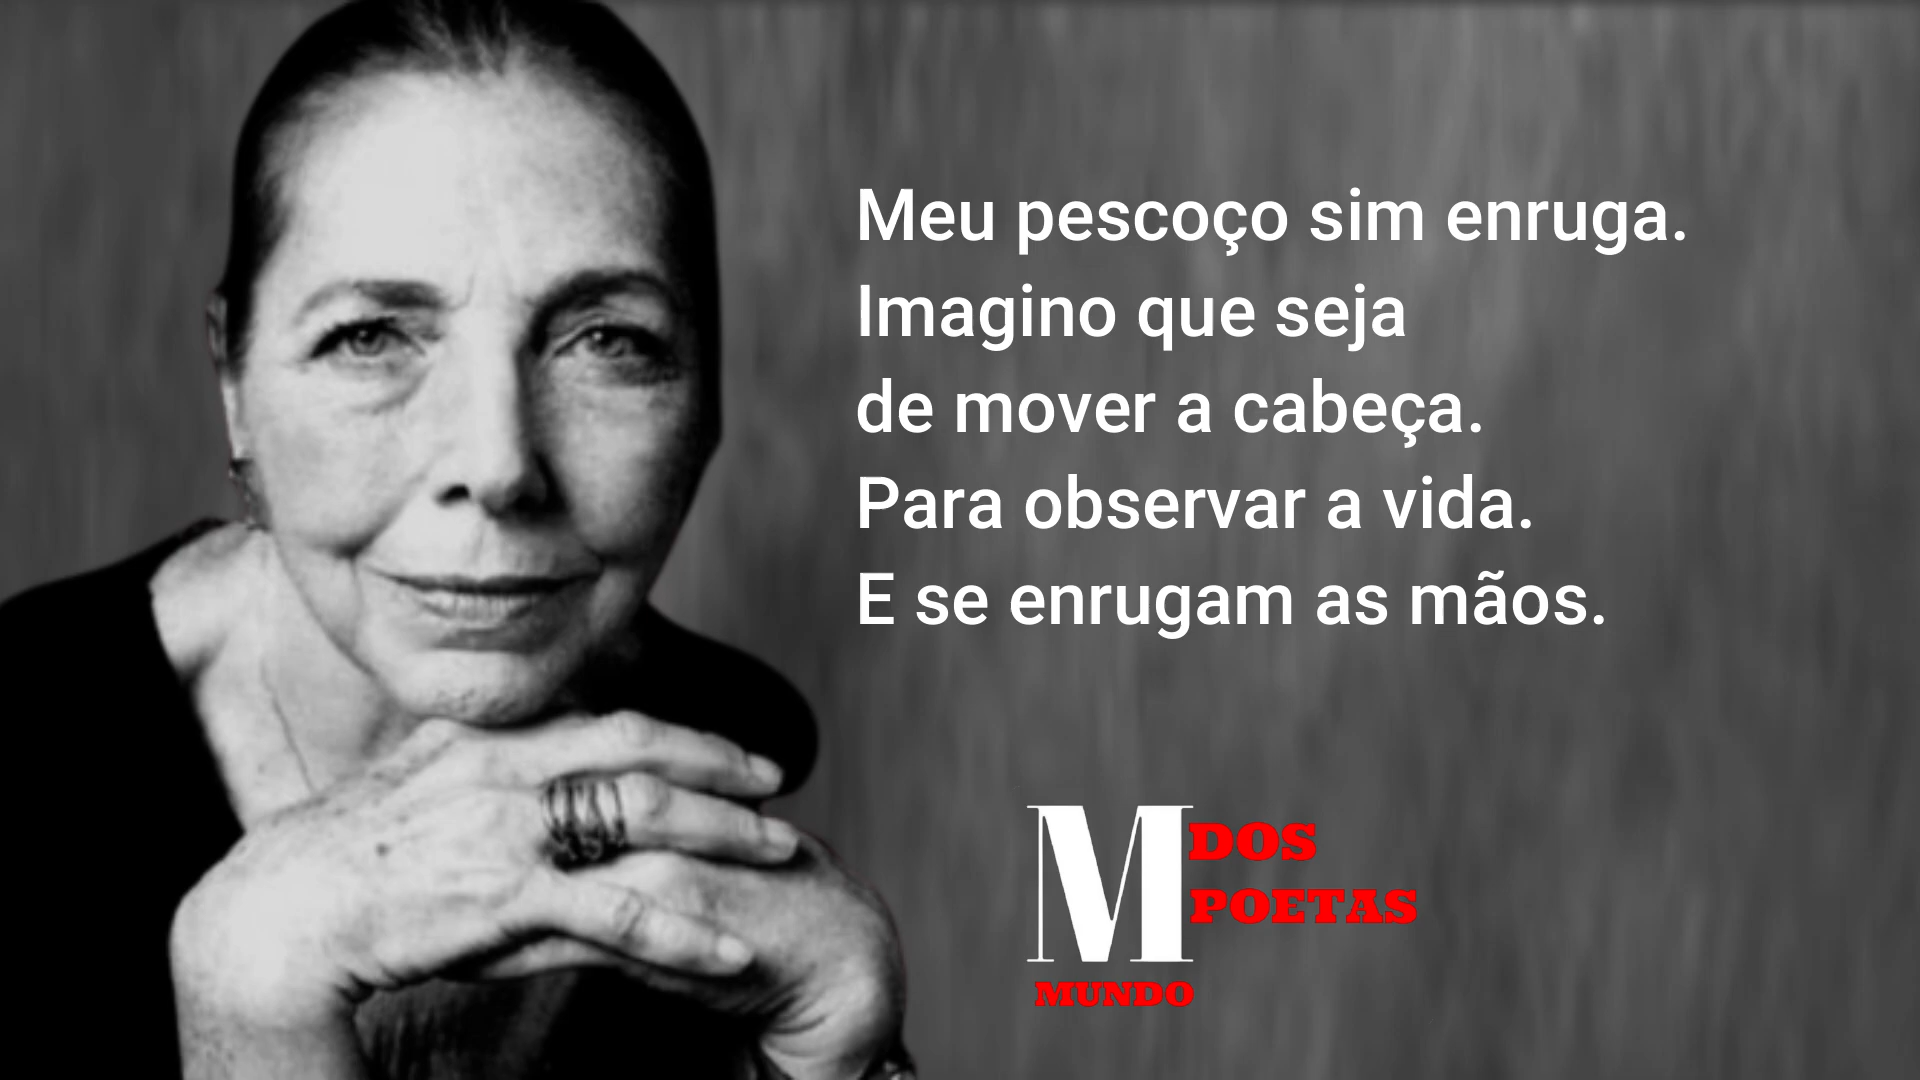 Meu pescoço sim enruga.
Imagino que seja
de mover a cabeça.
Para observar a vida.
E se enrugam as mãos.
M DOS
POETAS
MUNDO